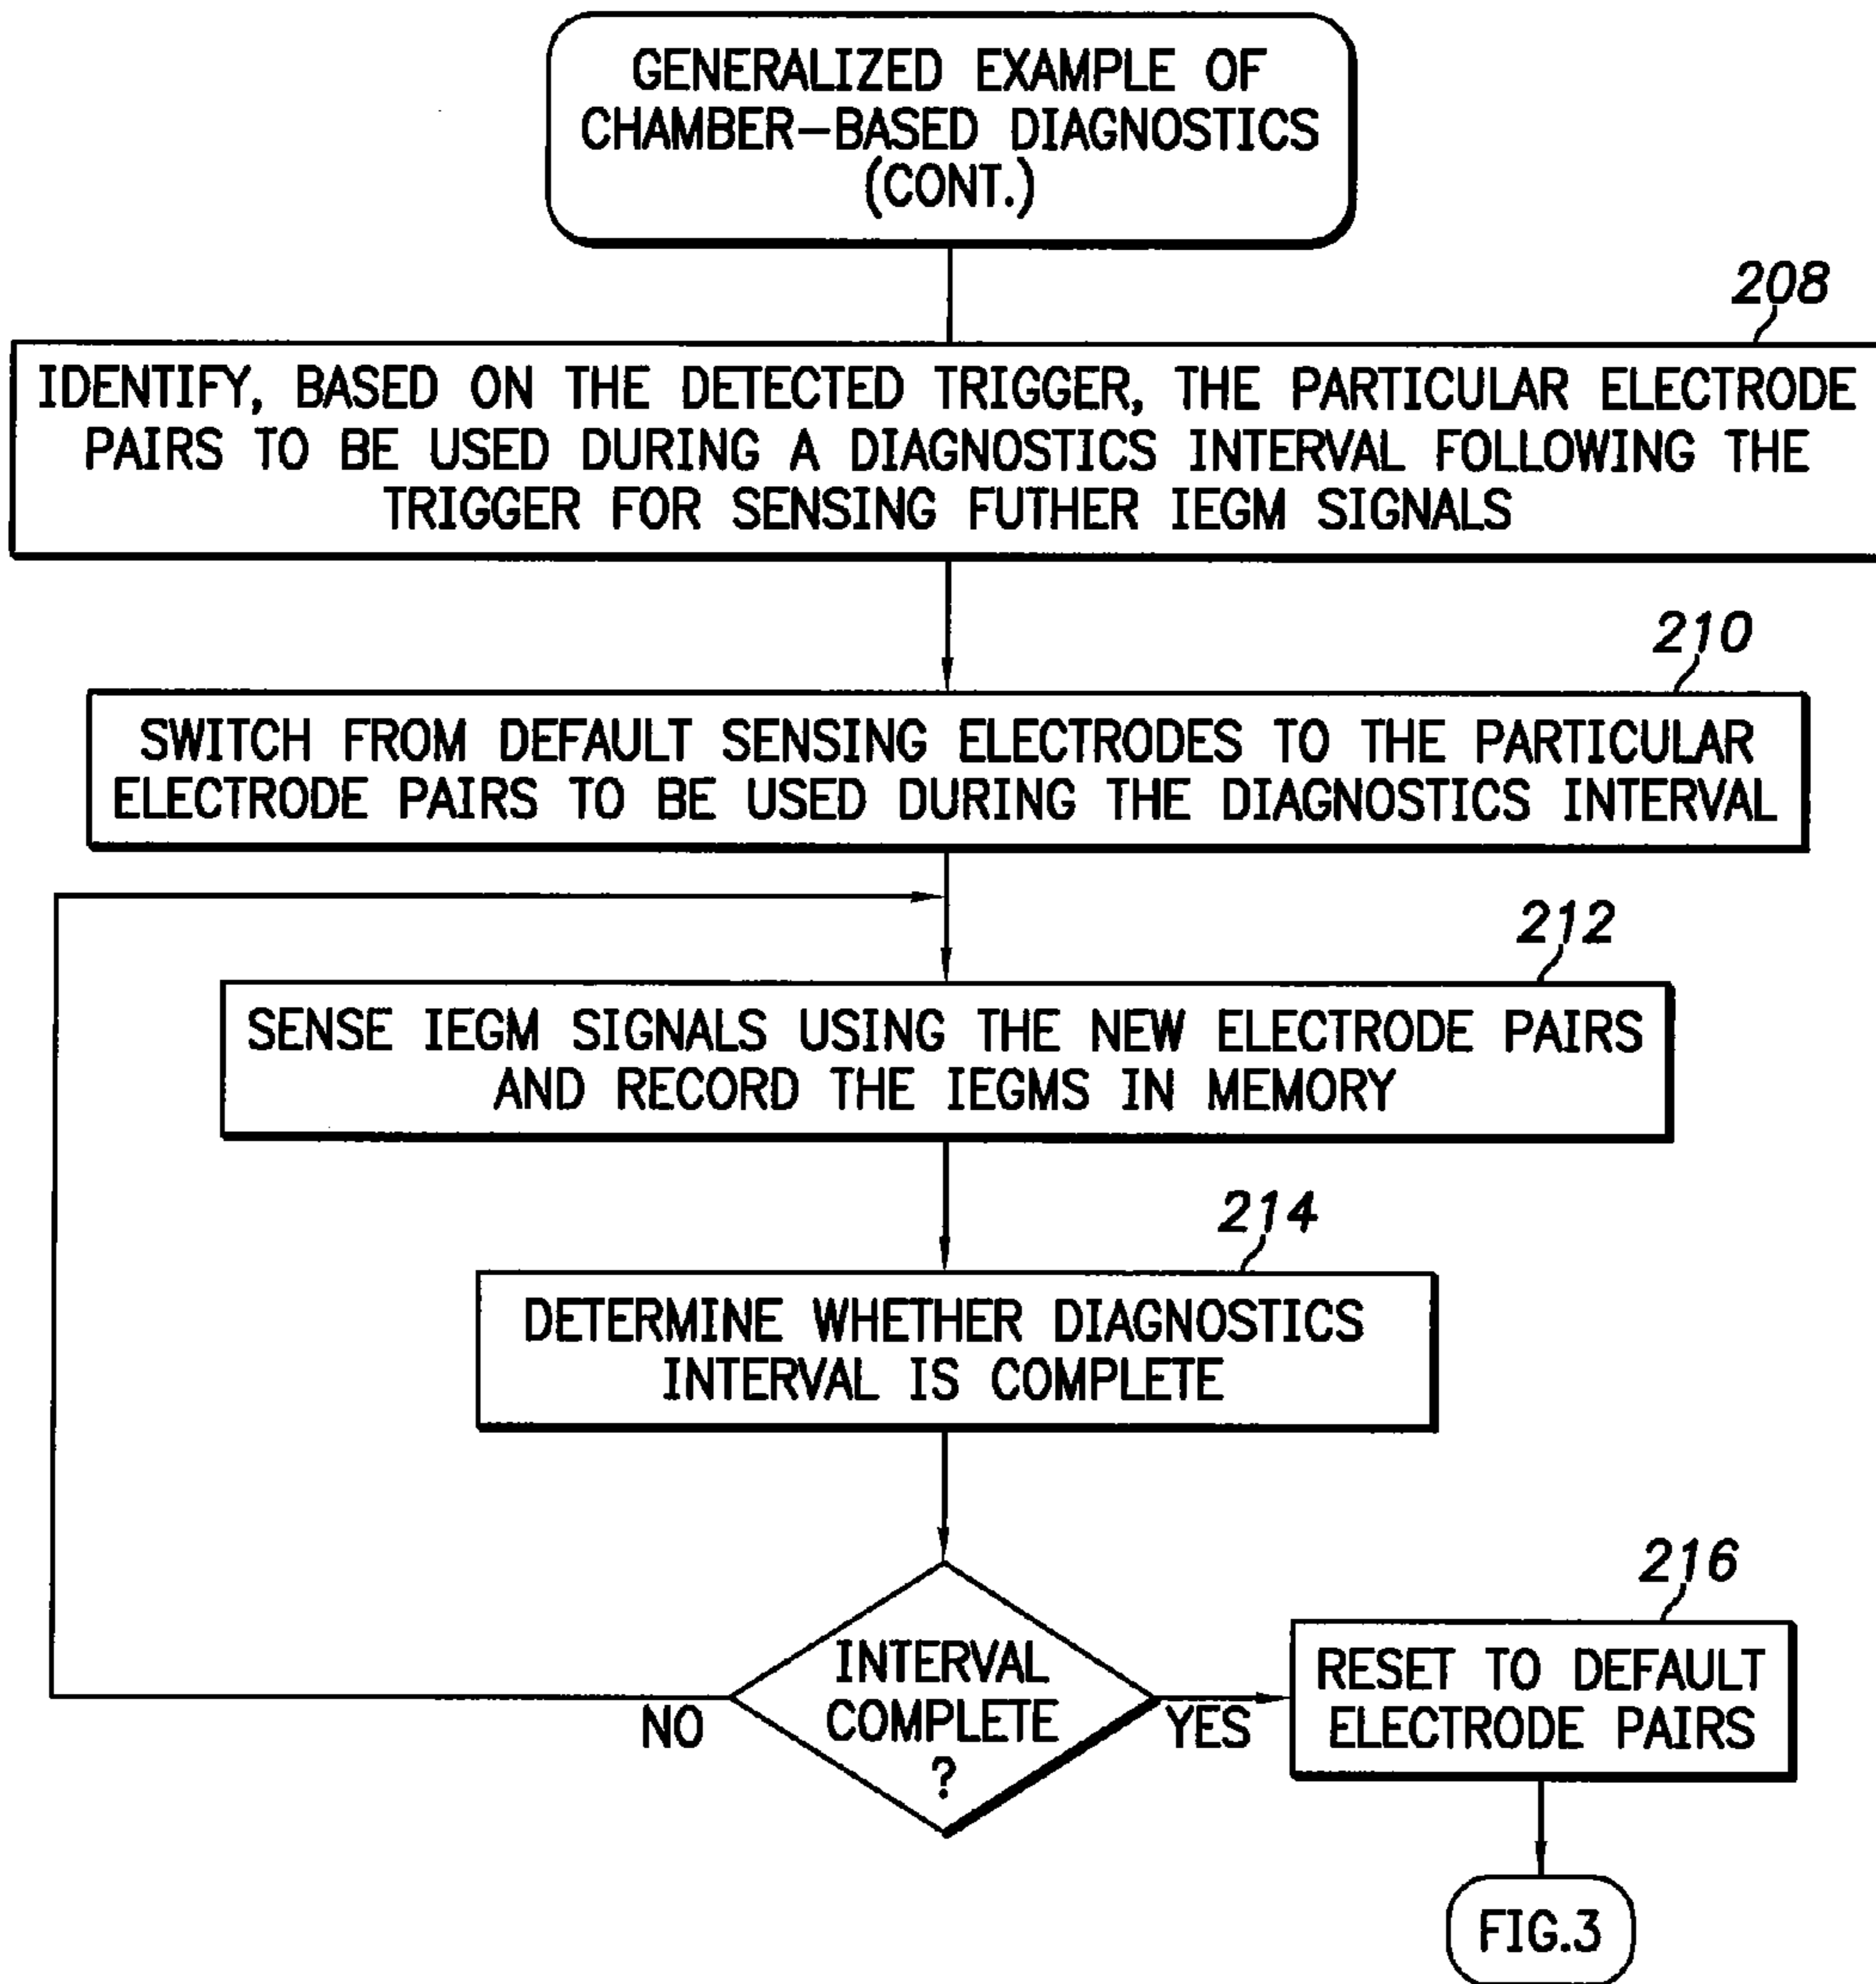 GENERALIZED EXAMPLE OF
CHAMBER-BASED DIAGNOSTICS
(CONT.)
208
IDENTIFY, BASED ON THE DETECTED TRIGGER, THE PARTICULAR ELECTRODE
PAIRS TO BE USED DURING A DIAGNOSTICS INTERVAL FOLLOWING THE
TRIGGER FOR SENSING FUTHER IEGM SIGNALS
210
SWITCH FROM DEFAULT SENSING ELECTRODES TO THE PARTICULAR
ELECTRODE PAIRS TO BE USED DURING THE DIAGNOSTICS INTERVAL
212
SENSE IEGM SIGNALS USING THE NEW ELECTRODE PAIRS
AND RECORD THE IEGMS IN MEMORY
214
DETERMINE WHETHER DIAGNOSTICS
INTERVAL IS COMPLETE
INTERVAL
COMPLETE
?
NO
YES
216
RESET TO DEFAULT
ELECTRODE PAIRS
FIG.3